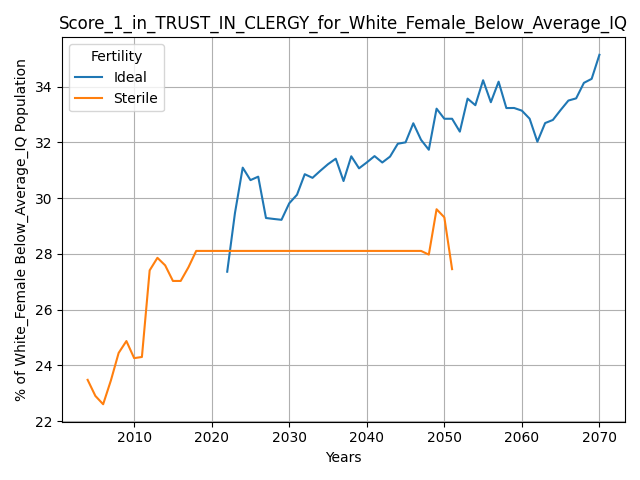 Score_1_in_TRUST_IN_CLERGY_for_White_Female_Below_Average_IQ
% of White_Female Below_Average_IQ Population
34
32
30
28
26
24
22
Fertility
Ideal
Sterile
2010 2020 2030 2040 2050 2060 2070
Years